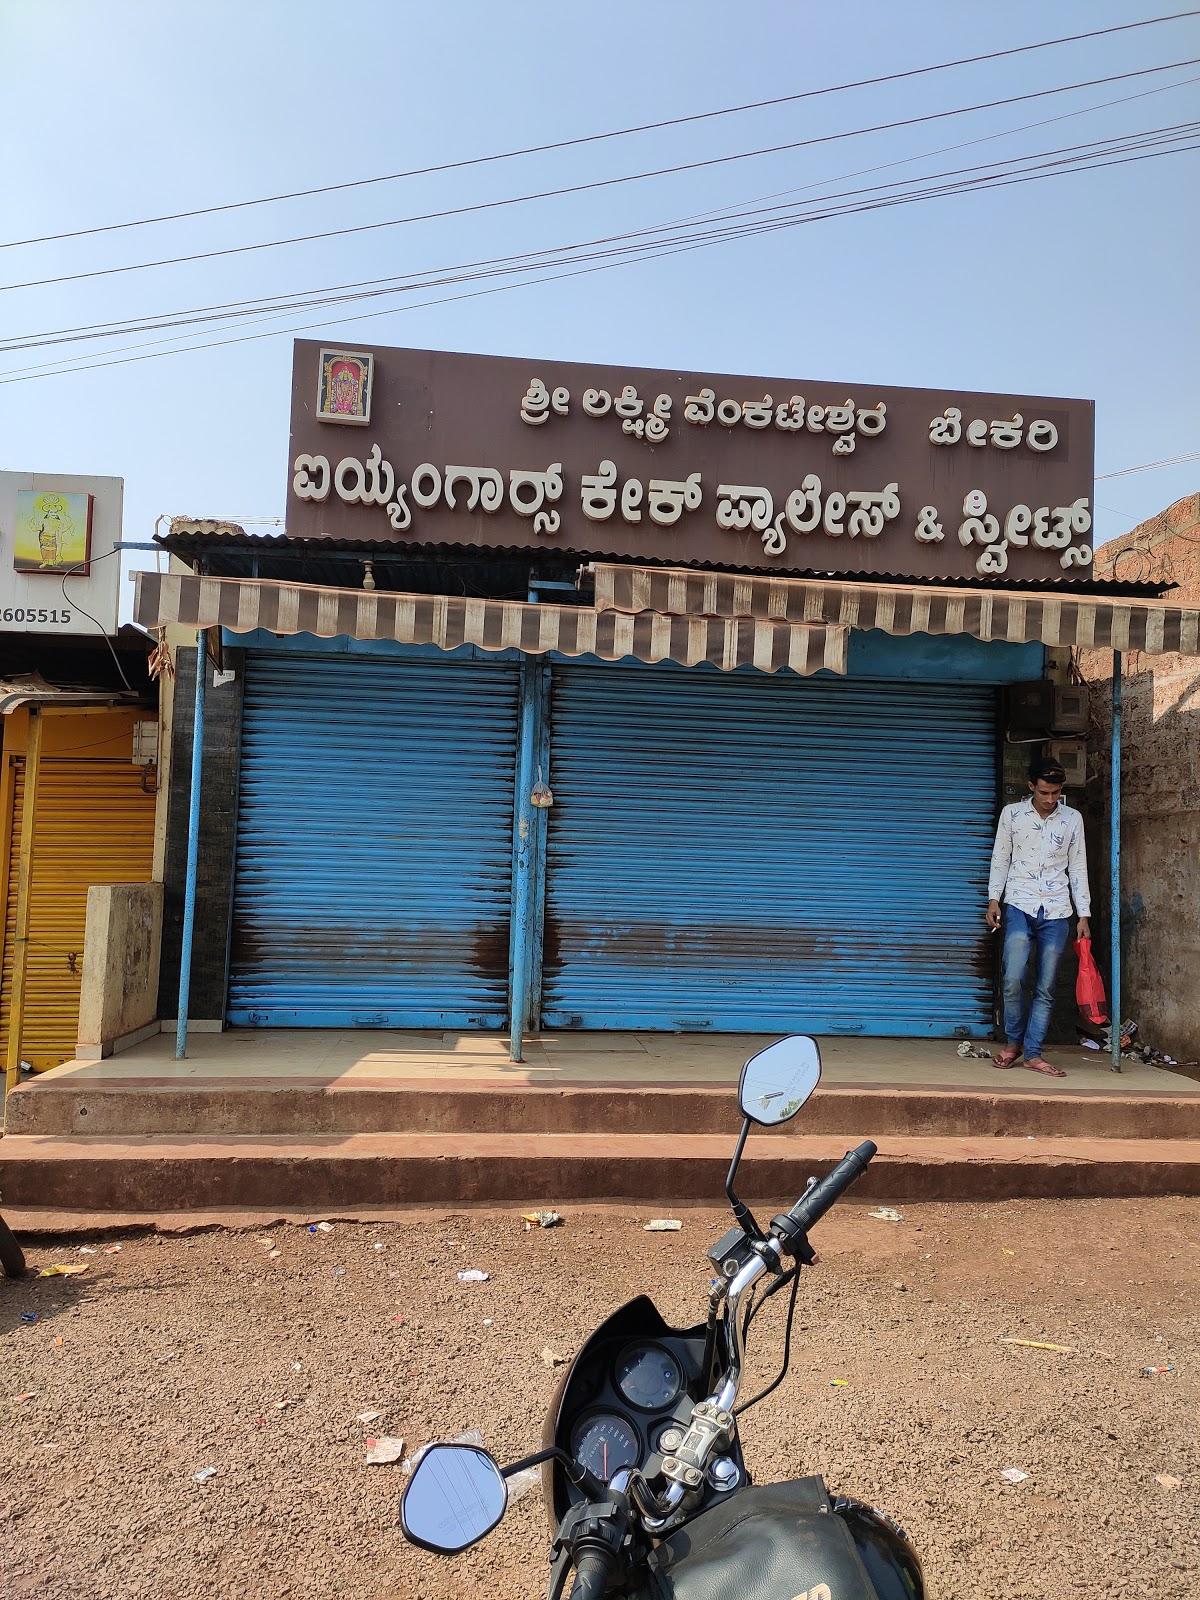 ಶ್ರೀ ಲಕ್ಷ್ಮೀ ವೆಂಕಟೇಶ್ವರ ಬೇಕರಿ
ಐಯ್ಯಂಗಾರ್ಸ್ ಕೇಕ್ ಪ್ಯಾಲೇಸ್ & ಸ್ವೀಟ್ಸ್
2605515